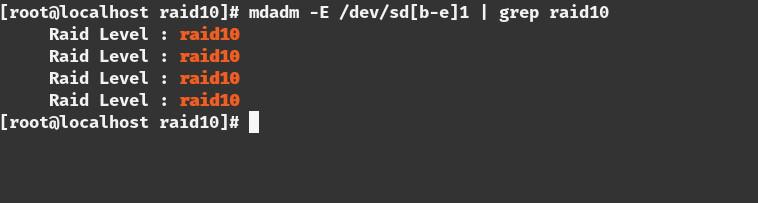 [root@localhost raid10]# mdadm -E /dev/sd[b-e]1 | grep raid10
Raid Level : raid10
Raid Level : raid10
Raid Level : raid10
Raid Level : raid10
[root@localhost raid10]#